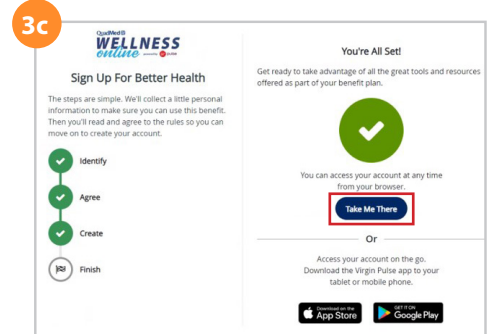 3c
QuadMed®
WELLNESS
online
Sign Up For Better Health
The steps are simple. We'll collect a little personal
information to make sure you can use this benefit.
Then you'll read and agree to the rules so you can
move on to create your account.
Identify
Agree
Create
Finish
You're All Set!
Get ready to take advantage of all the great tools and resources
offered as part of your benefit plan.
You can access your account at any time
from your browser.
Take Me There
Or
Access your account on the go.
Download the Virgin Pulse app to your
tablet or mobile phone.
Download on the
App Store
GET IT ON
Google Play